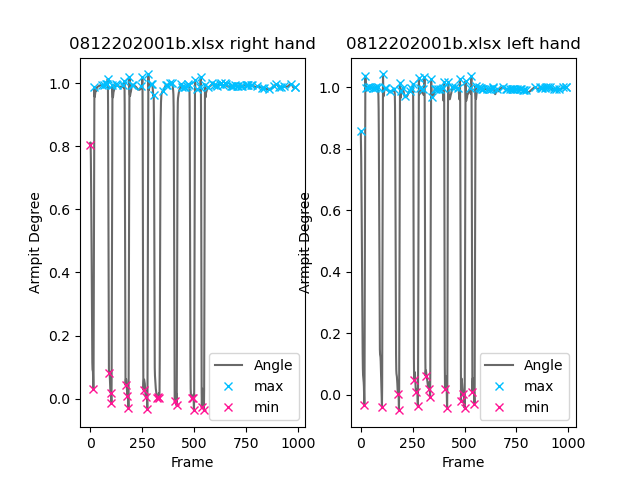 0812202001b.xlsx right hand
Armpit Degree
1.0
0.8
0.6
0.4
0.2
0.0
0
250
500
750
1000
Frame
Angle
max
min
0812202001b.xlsx left hand
Armpit Degree
1.0
0.8
0.6
0.4
0.2
0.0
0
250
500
750
1000
Frame
Angle
max
min